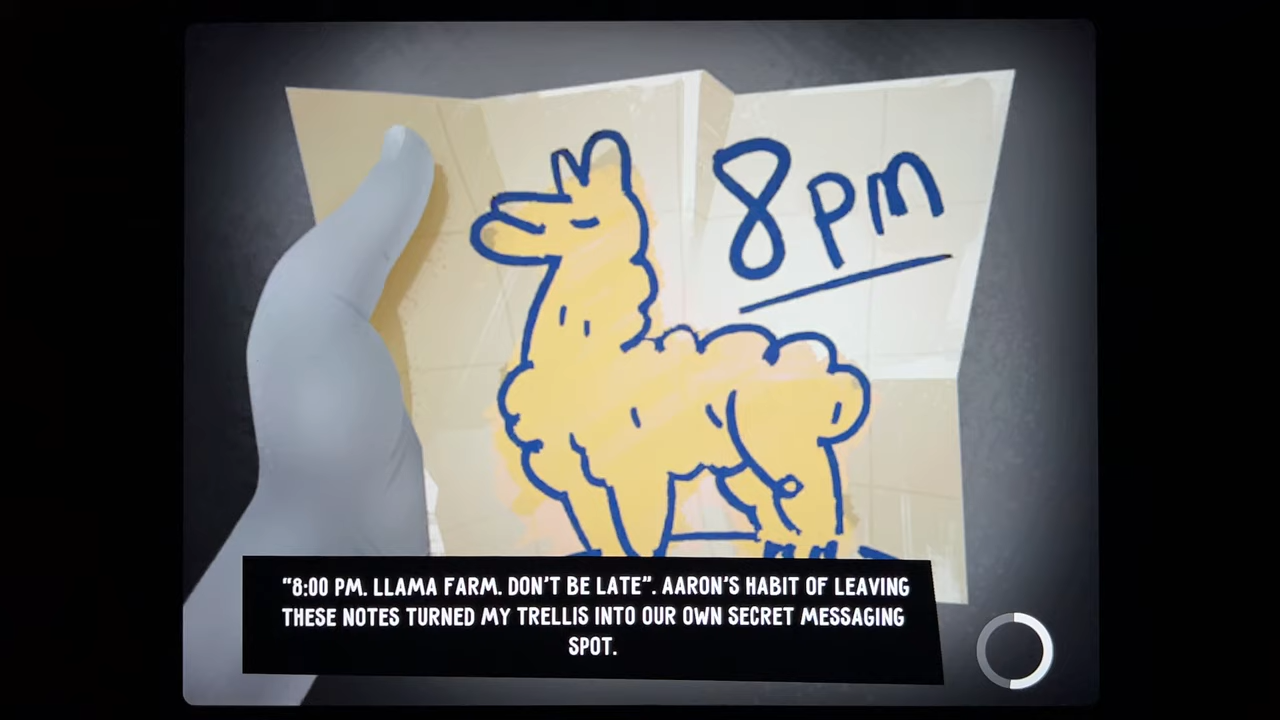 8pm
"8:00 PM. LLAMA FARM. DON'T BE LATE". AARON'S HABIT OF LEAVING
THESE NOTES TURNED MY TRELLIS INTO OUR OWN SECRET MESSAGING
SPOT.